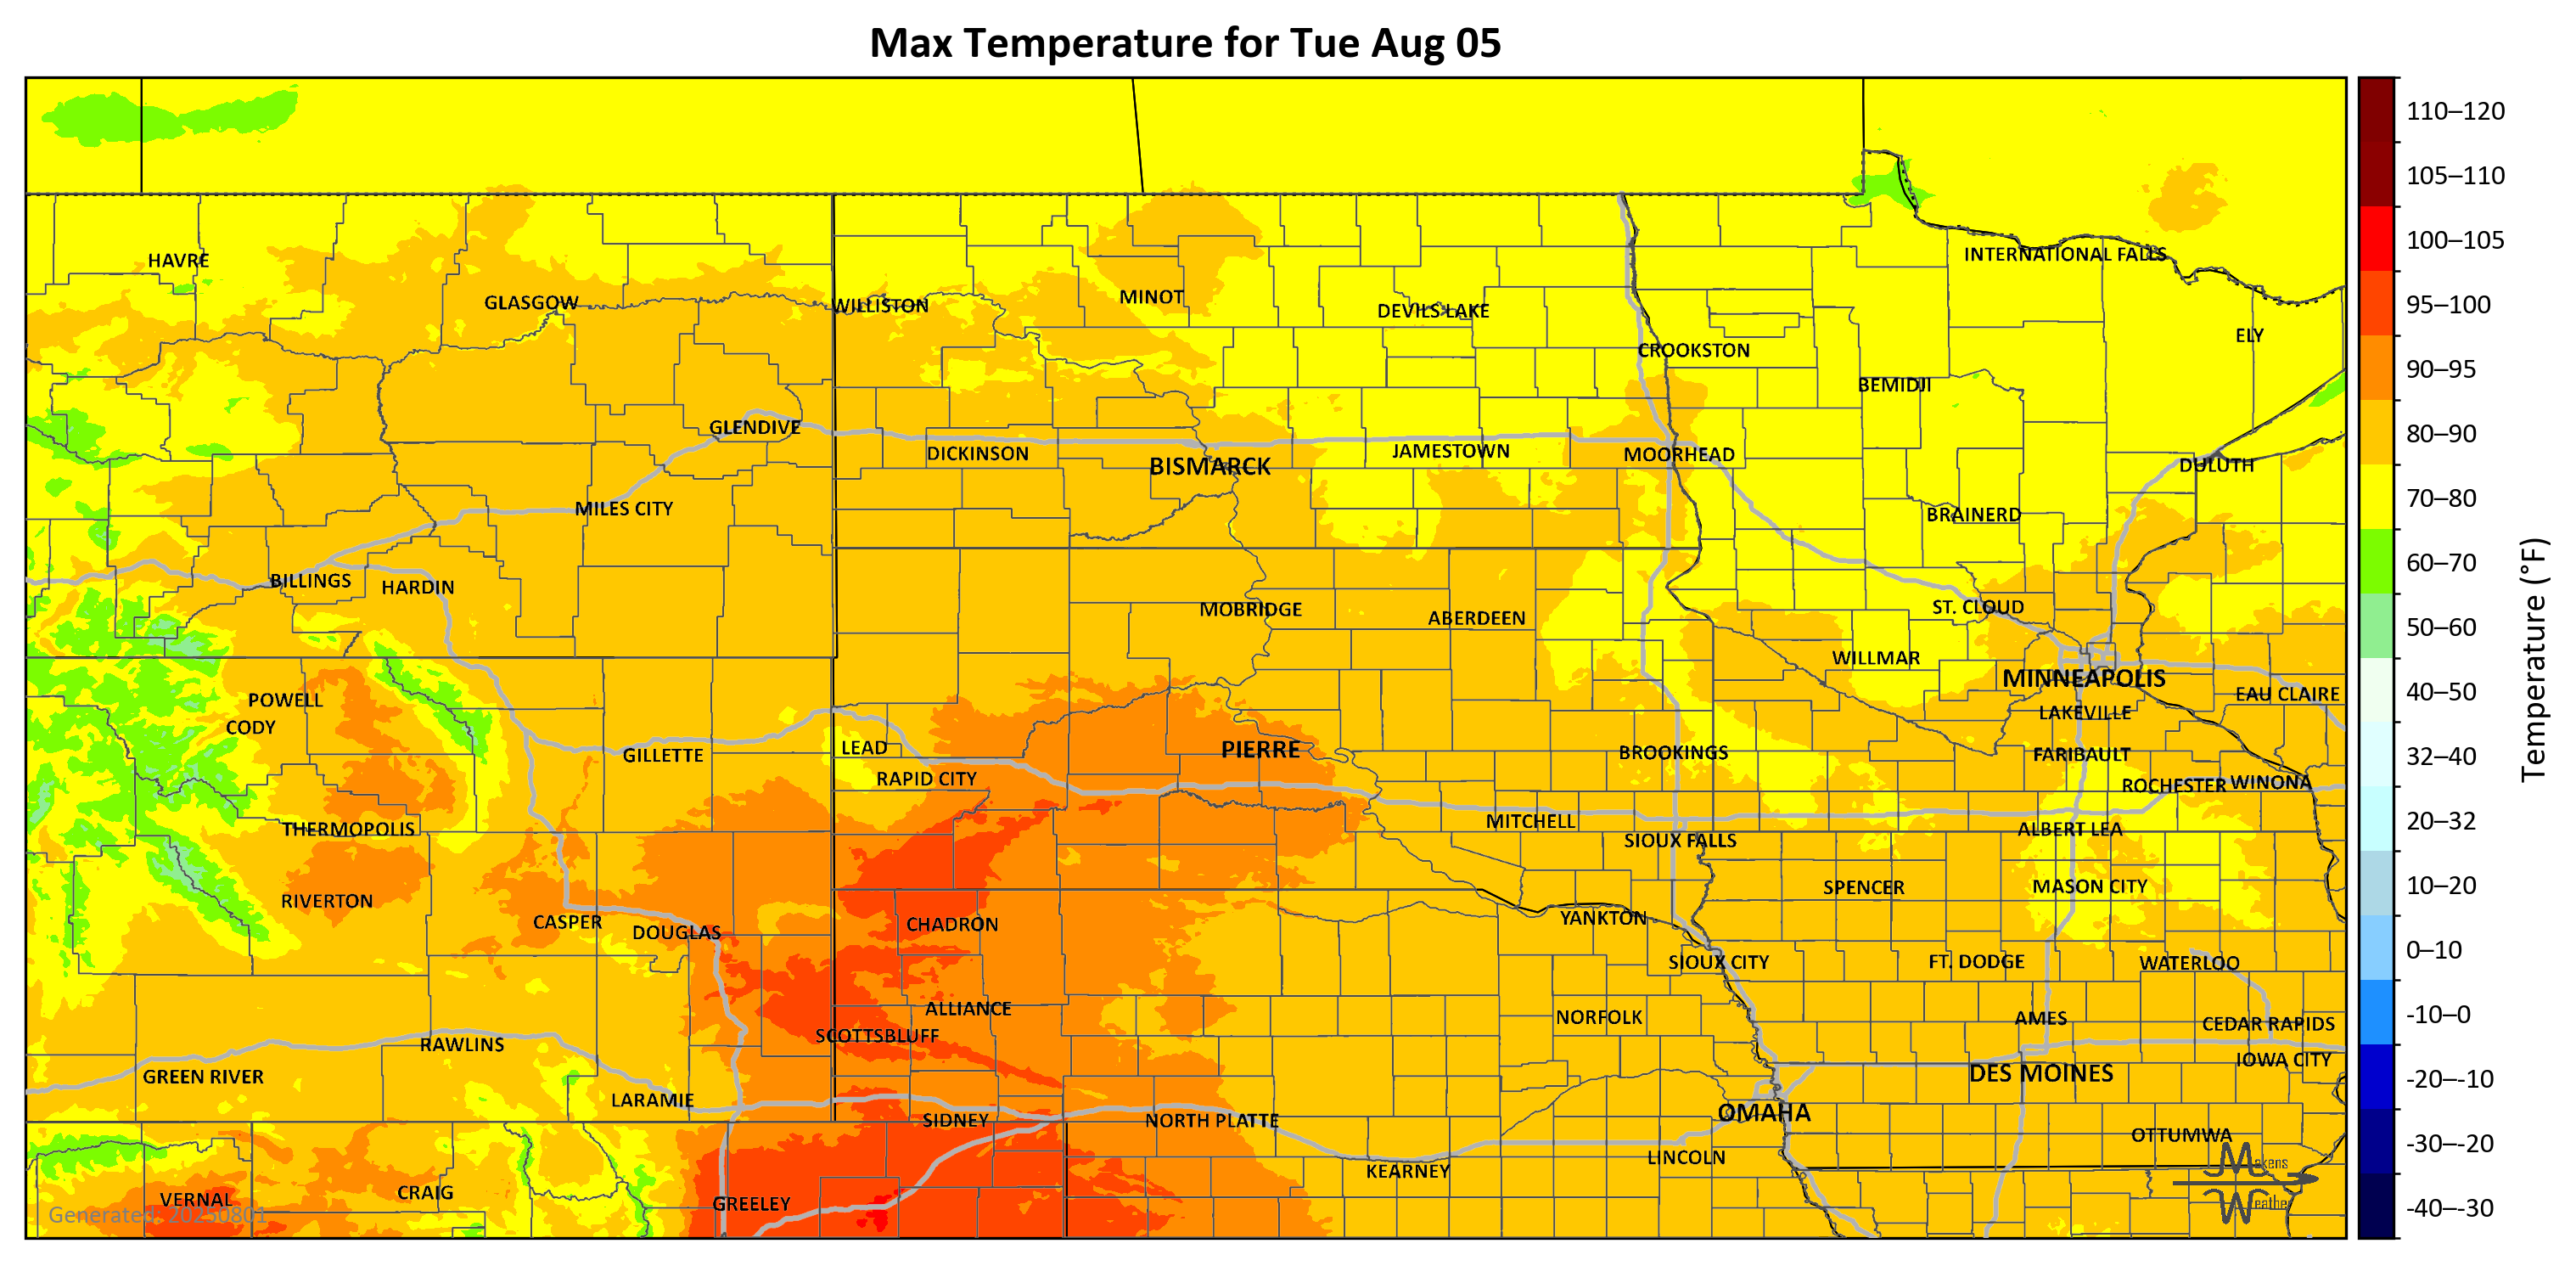 Max Temperature for Tue Aug 05
HAVRE
INTERNATIONAL FALLS
GLASGOW
WILLISTON
MINOT
DEVILS LAKE
ELY
CROOKSTON
BEMIDJI
GLENDIVE
DICKINSON
BISMARCK
JAMESTOWN
MOORHEAD
DULUTH
MILES CITY
BRAINERD
BILLINGS
HARDIN
MOBRIDGE
ABERDEEN
ST. CLOUD
WILLMAR
MINNEAPOLIS
POWELL
EAU CLAIRE
CODY
LAKEVILLE
GILLETTE
LEAD
PIERRE
BROOKINGS
FARIBAULT
RAPID CITY
ROCHESTER
WINONA
THERMOPOLIS
MITCHELL
SIOUX FALLS
ALBERT LEA
RIVERTON
SPENCER
MASON CITY
CASPER
DOUGLAS
CHADRON
YANKTON
SIOUX CITY
FT. DODGE
WATERLOO
ALLIANCE
NORFOLK
AMES
CEDAR RAPIDS
RAWLINS
SCOTTSBLUFF
IOWA CITY
GREEN RIVER
DES MOINES
LARAMIE
SIDNEY
NORTH PLATTE
OMAHA
OTTUMWA
KEARNEY
LINCOLN
VERNAL
CRAIG
GREELEY
Generated: 20250801
Makens
Weather
110–120
105–110
100–105
95–100
90–95
80–90
70–80
60–70
50–60
40–50
32–40
20–32
10–20
0–10
-10–0
-20–-10
-30–-20
-40–-30
Temperature (°F)